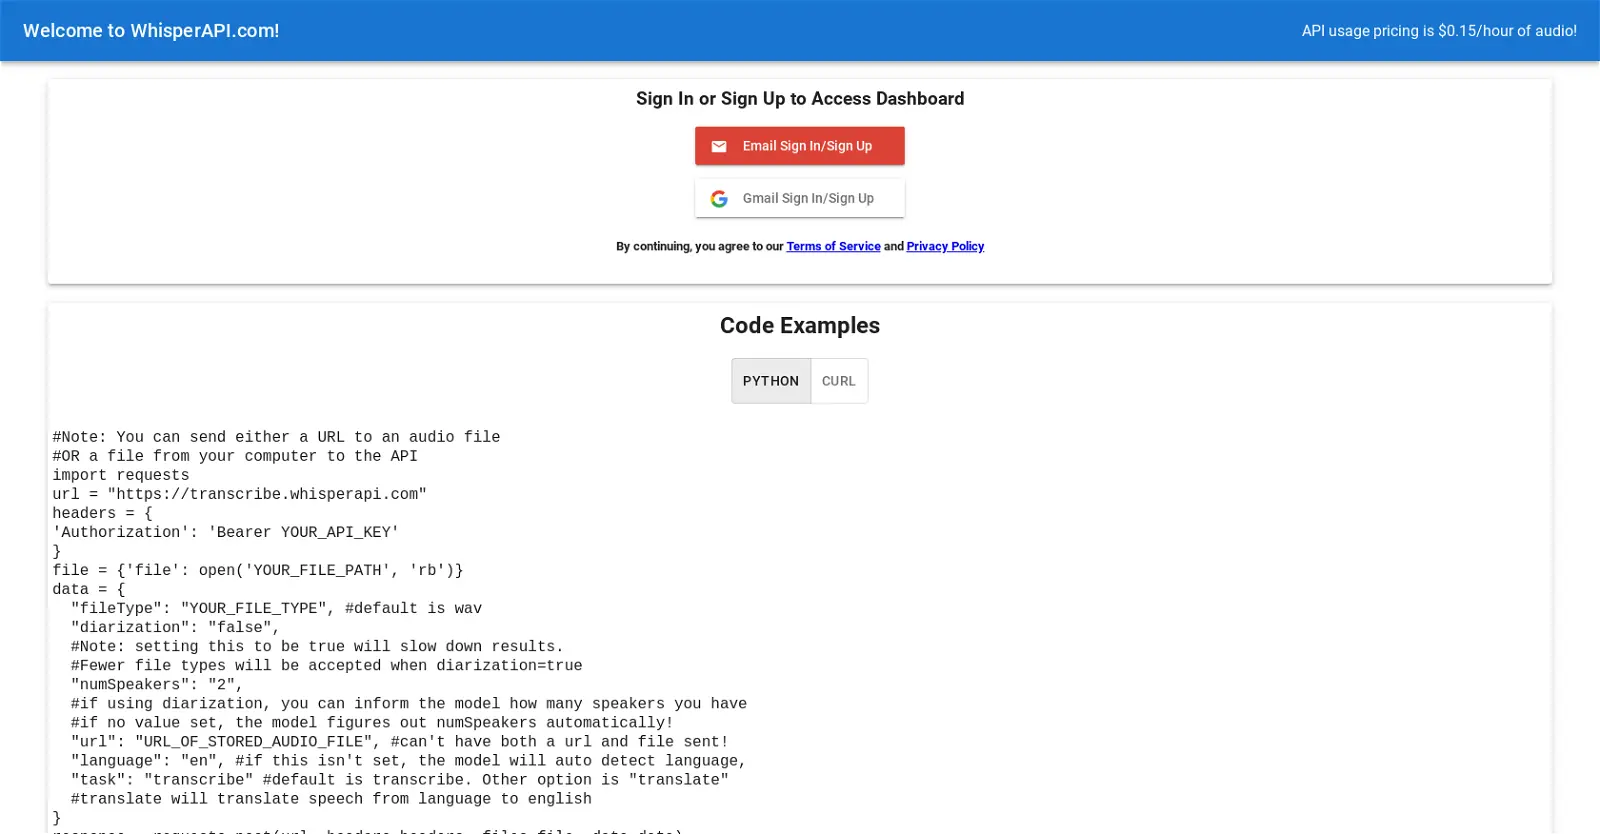 Welcome to WhisperAPI.com!
API usage pricing is $0.15/hour of audio!
Sign In or Sign Up to Access Dashboard
Email Sign In/Sign Up
Gmail Sign In/Sign Up
By continuing, you agree to our Terms of Service and Privacy Policy
Code Examples
PYTHON
CURL
#Note: You can send either a URL to an audio file
#OR a file from your computer to the API
import requests
url = "https://transcribe.whisperapi.com"
headers = {
'Authorization': 'Bearer YOUR_API_KEY'
}
file = {'file': open('YOUR_FILE_PATH', 'rb')}
data = {
  "fileType": "YOUR_FILE_TYPE", #default is wav
  "diarization": "false",
  #Note: setting this to be true will slow down results.
  #Fewer file types will be accepted when diarization=true
  "numSpeakers": "2",
  #if using diarization, you can inform the model how many speakers you have
  #if no value set, the model figures out numSpeakers automatically!
  "url": "URL_OF_STORED_AUDIO_FILE", #can't have both a url and file sent!
  "language": "en", #if this isn't set, the model will auto detect language,
  "task": "transcribe" #default is transcribe. Other option is "translate"
  #translate will translate speech from language to english
}